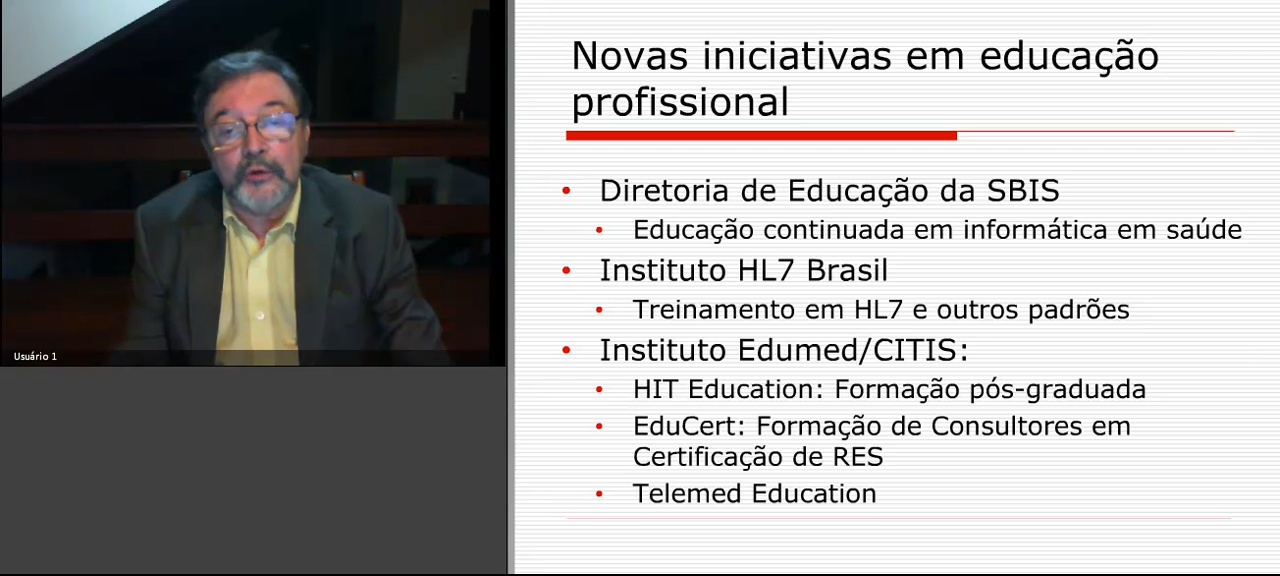 Usuário 1
Novas iniciativas em educação
profissional
• Diretoria de Educação da SBIS
• Educação continuada em informática em saúde
• Instituto HL7 Brasil
• Treinamento em HL7 e outros padrões
• Instituto Edumed/CITIS:
• HIT Education: Formação pós-graduada
• EduCert: Formação de Consultores em
Certificação de RES
• Telemed Education